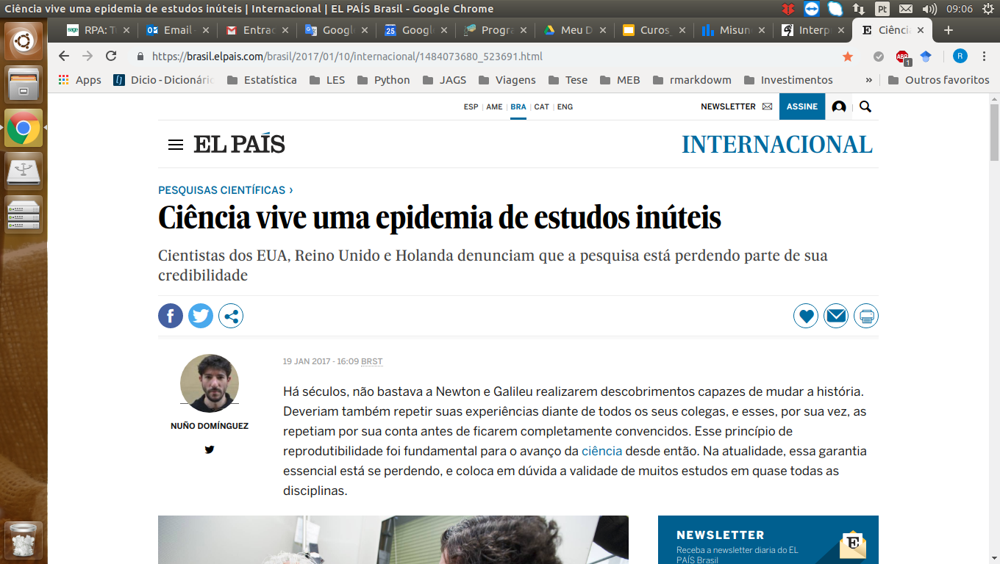 Ciência vive uma epidemia de estudos inúteis | Internacional | EL PAÍS Brasil - Google Chrome
Pt
09:06
sage
RPA: T
Email
Entrac
Googl
25
Googl
Progra
Meu D
Curos_
Misun
Interp
E
Ciênci
https://brasil.elpais.com/brasil/2017/01/10/internacional/1484073680_523691.html
ABP
1
R
Apps
Dicio - Dicionári
Estatística
LES
Python
JAGS
Viagens
Tese
MEB
rmarkdowm
Investimentos
»
Outros favoritos
ESP | AME | BRA | CAT | ENG
NEWSLETTER
ASSINE
EL PAÍS
INTERNACIONAL
PESQUISAS CIENTÍFICAS ›
Ciência vive uma epidemia de estudos inúteis
Cientistas dos EUA, Reino Unido e Holanda denunciam que a pesquisa está perdendo parte de sua
credibilidade
f
19 JAN 2017 - 16:09 BRST
NUÑO DOMÍNGUEZ
Há séculos, não bastava a Newton e Galileu realizarem descobrimentos capazes de mudar a história.
Deveriam também repetir suas experiências diante de todos os seus colegas, e esses, por sua vez, as
repetiam por sua conta antes de ficarem completamente convencidos. Esse princípio de
reprodutibilidade foi fundamental para o avanço da ciência desde então. Na atualidade, essa garantia
essencial está se perdendo, e coloca em dúvida a validade de muitos estudos em quase todas as
disciplinas.
NEWSLETTER
Receba a newsletter diaria do EL
PAÍS Brasil
E